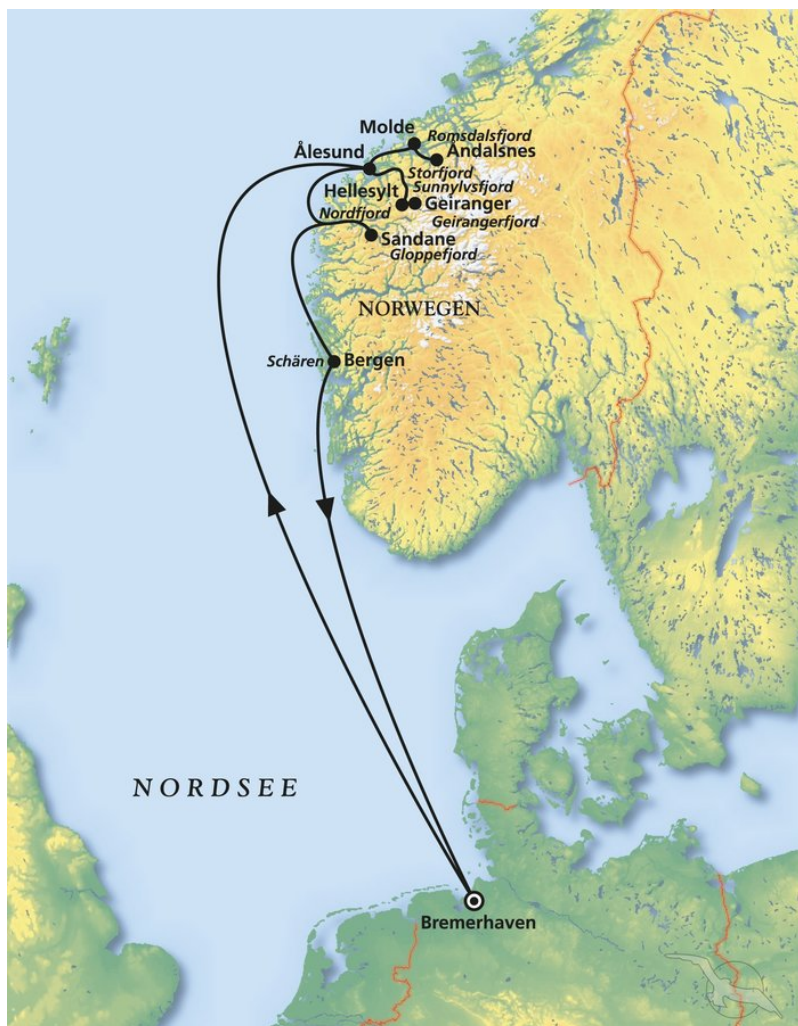 Molde
Romsdalsfjord
Åndalsnes
Ålesund
Storfjord
Sunnylvsfjord
Hellesylt
Geiranger
Nordfjord
Geirangerfjord
Sandane
Gloppefjord
NORWEGEN
Schären
Bergen
NORDSEE
Bremerhaven